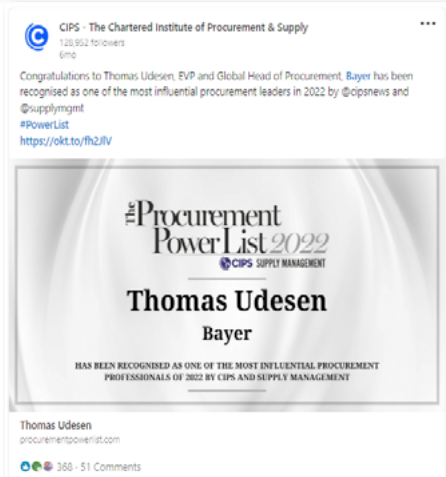 CIPS - The Chartered Institute of Procurement & Supply
128,952 followers
6mo
Congratulations to Thomas Udesen, EVP and Global Head of Procurement, Bayer has been
recognised as one of the most influential procurement leaders in 2022 by @cipsnews and
@supplymgmt
#PowerList
https://okt.to/fh2JlV
The Procurement
Power List 2022
CIPS SUPPLY MANAGEMENT
Thomas Udesen
Bayer
HAS BEEN RECOGNISED AS ONE OF THE MOST INFLUENTIAL PROCUREMENT
PROFESSIONALS OF 2022 BY CIPS AND SUPPLY MANAGEMENT
Thomas Udesen
procurementpowerlist.com
368 · 51 Comments